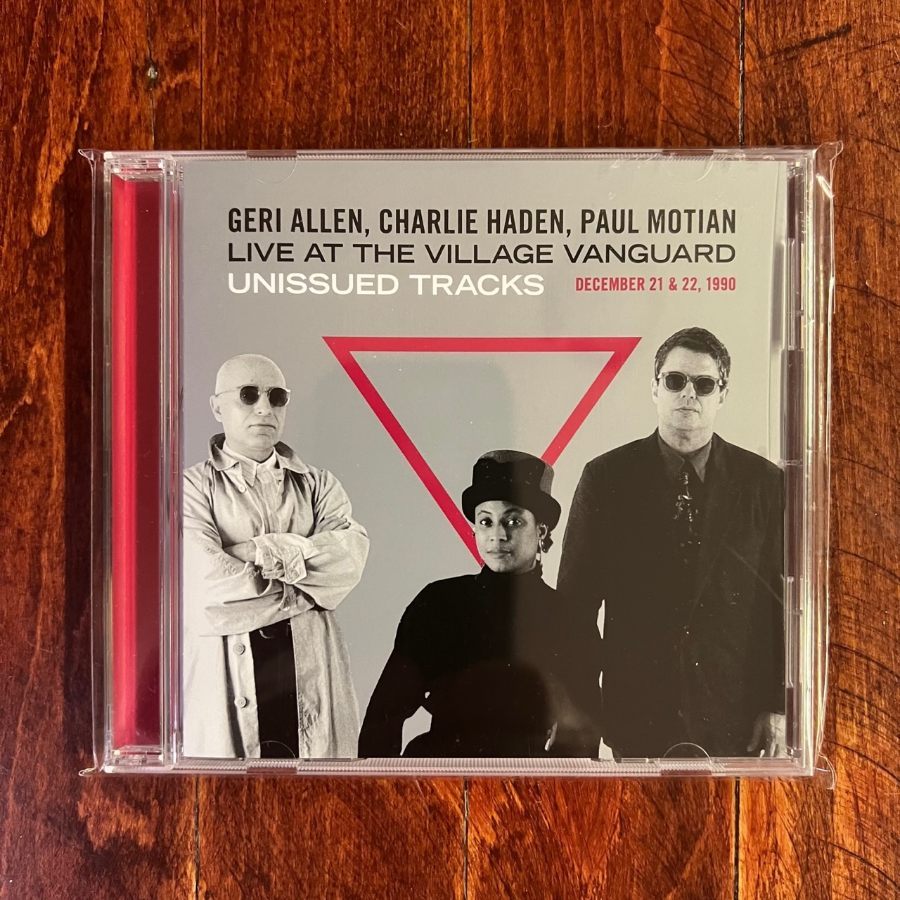 GERI ALLEN, CHARLIE HADEN, PAUL MOTIAN
LIVE AT THE VILLAGE VANGUARD
UNISSUED TRACKS DECEMBER 21 & 22, 1990